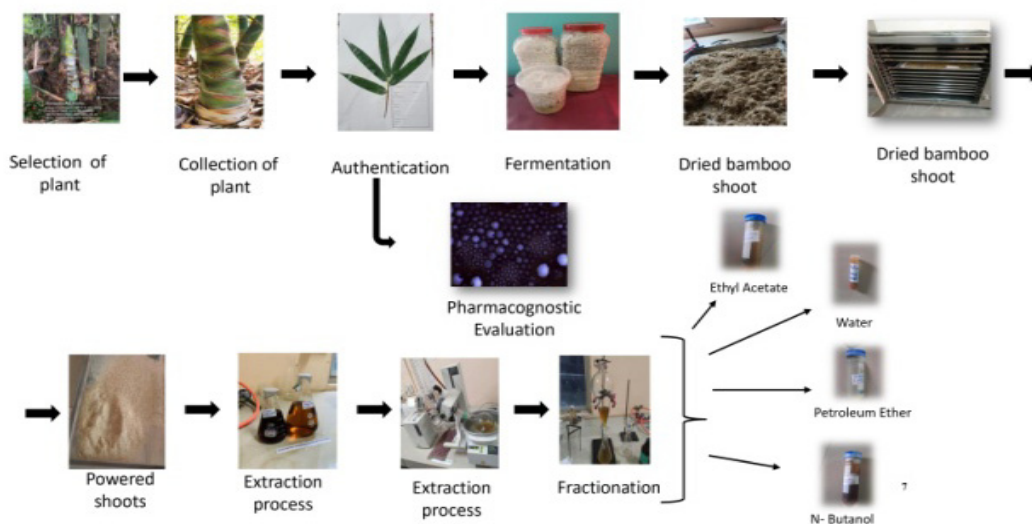 Selection of
plant
Collection of
plant
Authentication
Fermentation
Dried bamboo
shoot
Dried bamboo
shoot
Pharmacognostic
Evaluation
Ethyl Acetate
Water
Petroleum Ether
N- Butanol
Powered
shoots
Extraction
process
Extraction
process
Fractionation
7